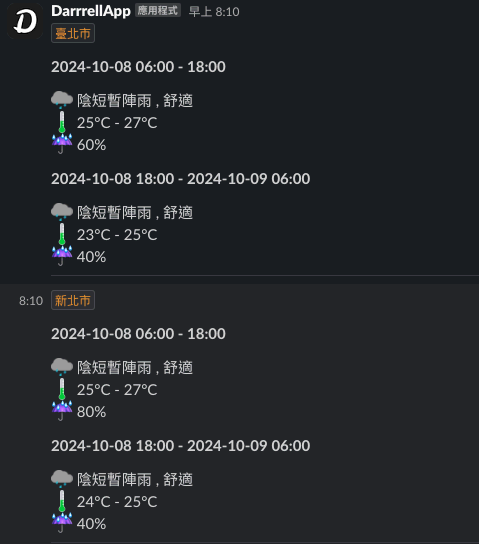 DarrrellApp 應用程式 早上 8:10
臺北市
2024-10-08 06:00 - 18:00
陰短暫陣雨 , 舒適
25°C - 27°C
60%
2024-10-08 18:00 - 2024-10-09 06:00
陰短暫陣雨 , 舒適
23°C - 25°C
40%
8:10 新北市
2024-10-08 06:00 - 18:00
陰短暫陣雨 , 舒適
25°C - 27°C
80%
2024-10-08 18:00 - 2024-10-09 06:00
陰短暫陣雨 , 舒適
24°C - 25°C
40%